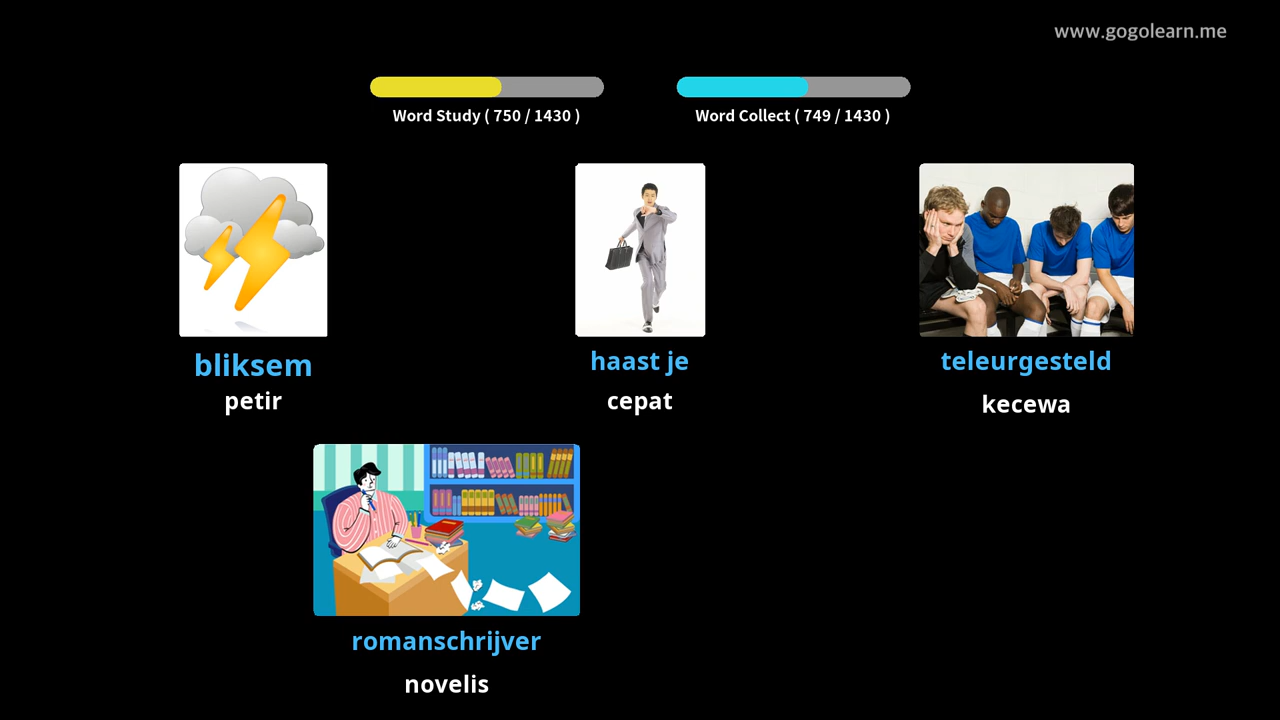 www.gogolearn.me
Word Study ( 750 / 1430 )
Word Collect ( 749 / 1430 )
bliksem
petir
haast je
cepat
teleurgesteld
kecewa
romanschrijver
novelis